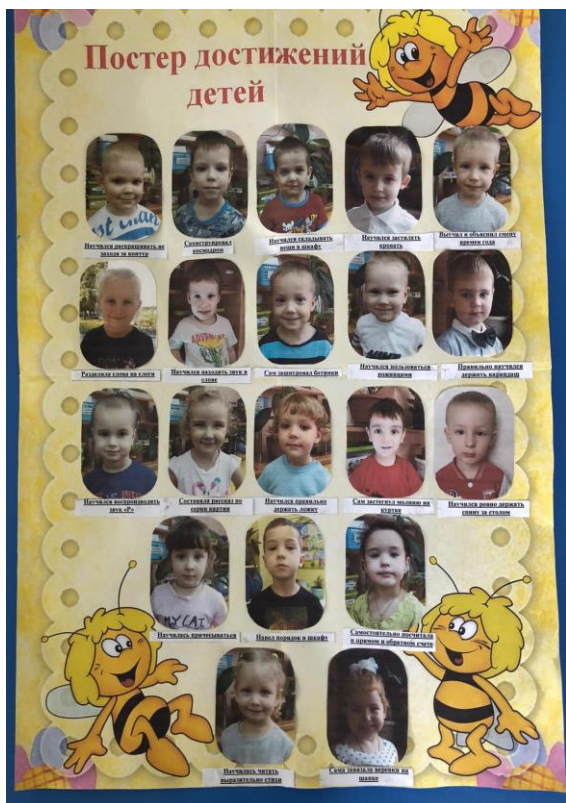 Постер достижений
детей
Научился раскрашивать не
заходя за контур
Сконструировал
космодром
Научился складывать
вещи в шкафу
Научился застилать
кровать
Выучил и объяснил смену
времен года
Разделила слова на слоги
Научился находить звук в
слове
Сам зашнуровал ботинки
Научился пользоваться
ножницами
Правильно научился
держать карандаш
Научился воспроизводить
звук «Р»
Составила рассказ по
серии картин
Научился правильно
держать ложку
Сам застегнул молнию на
куртке
Научился ровно держать
спину за столом
Научилась причесываться
Навел порядок в шкафу
Самостоятельно посчитала
в прямом и обратном счете
Научилась читать
выразительно стихи
Сама завязала веревки на
шапке